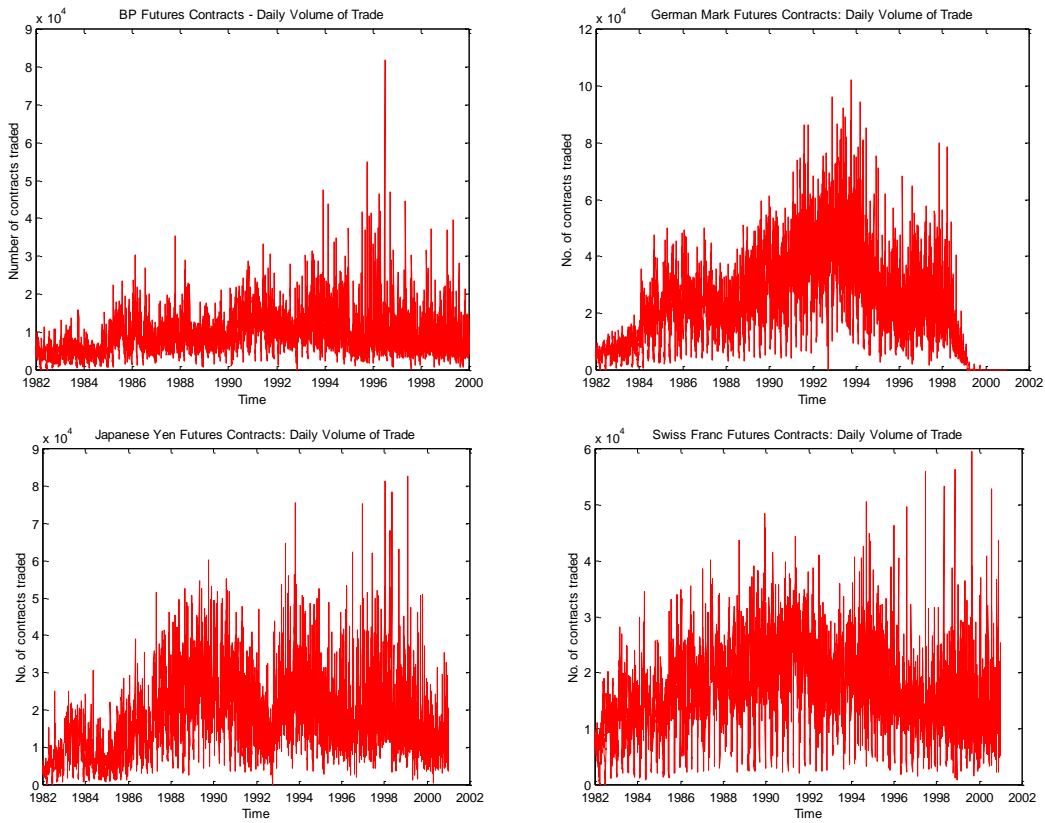 BP Futures Contracts - Daily Volume of Trade
x 10^4
Number of contracts traded
9
8
7
6
5
4
3
2
1
0
1982 1984 1986 1988 1990 1992 1994 1996 1998 2000
Time
German Mark Futures Contracts: Daily Volume of Trade
x 10^4
No. of contracts traded
12
10
8
6
4
2
0
1982 1984 1986 1988 1990 1992 1994 1996 1998 2000 2002
Time
Japanese Yen Futures Contracts: Daily Volume of Trade
x 10^4
No. of contracts traded
9
8
7
6
5
4
3
2
1
0
1982 1984 1986 1988 1990 1992 1994 1996 1998 2000 2002
Time
Swiss Franc Futures Contracts: Daily Volume of Trade
x 10^4
No. of contracts traded
6
5
4
3
2
1
0
1982 1984 1986 1988 1990 1992 1994 1996 1998 2000 2002
Time